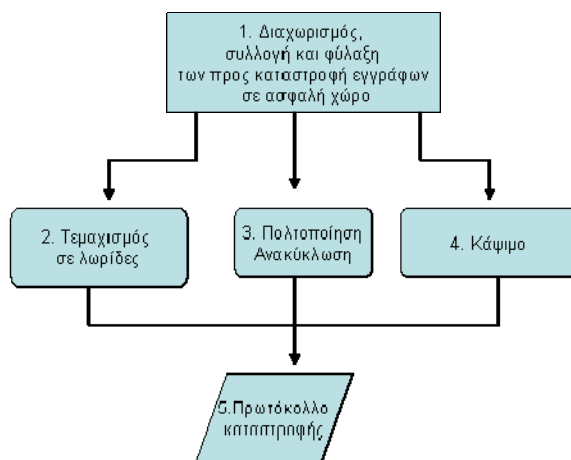 1. Διαχωρισμός,
συλλογή και φύλαξη
των προς καταστροφή εγγράφων
σε ασφαλή χώρο
2. Τεμαχισμός
σε λωρίδες
3. Πολτοποίηση
Ανακύκλωση
4. Κάψιμο
5.Πρωτόκολλο
καταστροφής